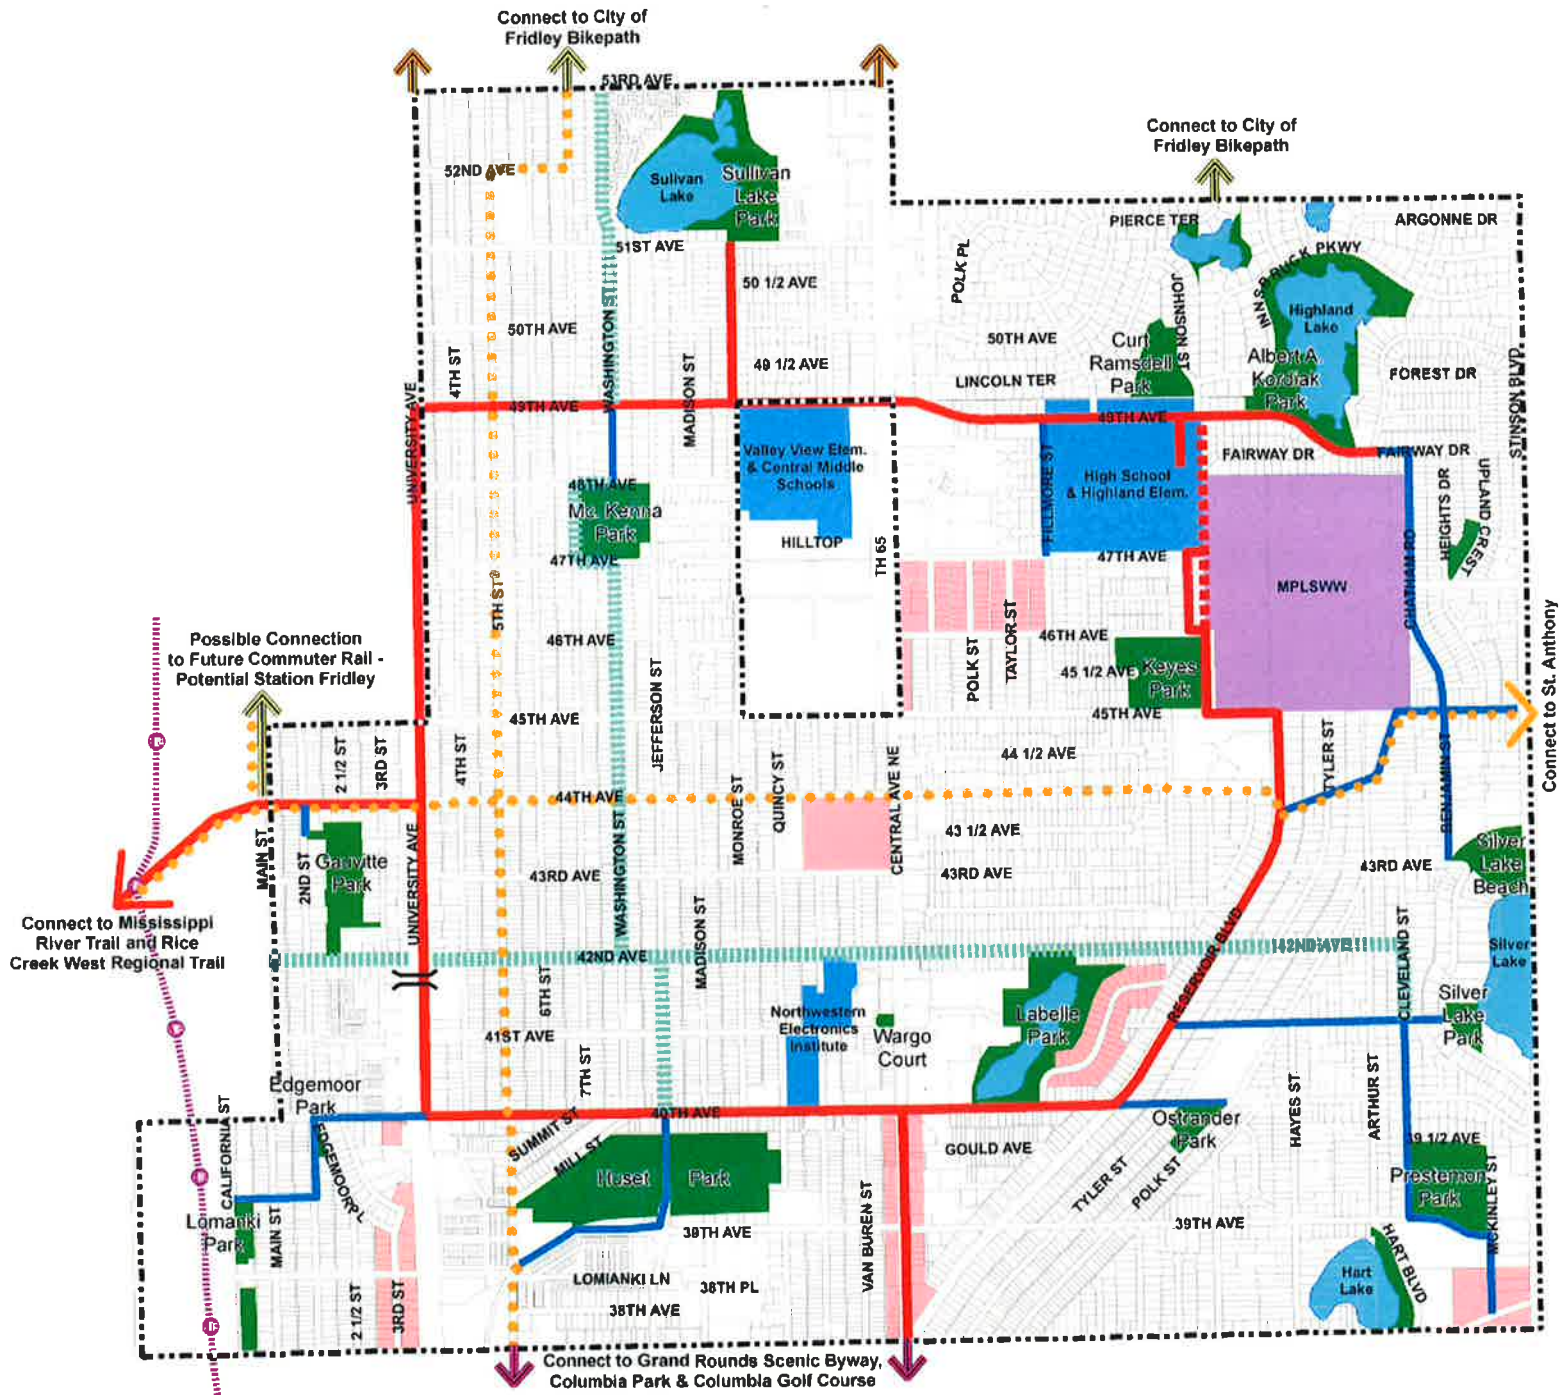 Connect to City of
Fridley Bikepath
53RD AVE
Connect to City of
Fridley Bikepath
52ND AVE
Sullivan
Lake
Sullivan
Lake
Park
51ST AVE
PIERCE TER
ARGONNE DR
INNSBRUCK PKWY
POLK PL
JOHNSON ST
50 1/2 AVE
WASHINGTON ST
Highland
Lake
50TH AVE
50TH AVE
Curt
Ramsdell
Park
Albert A.
Kordiak
Park
4TH ST
49 1/2 AVE
LINCOLN TER
FOREST DR
STINSON BLVD
UNIVERSITY AVE
MADISON ST
49TH AVE
49TH AVE
FAIRWAY DR
FAIRWAY DR
Valley View Elem.
& Central Middle
Schools
FILLMORE ST
High School
& Highland Elem.
HEIGHTS DR
UPLAND CREST
48TH AVE
Mc. Kenna
Park
HILLTOP
TH 65
47TH AVE
47TH AVE
MPLSWW
CHATHAM RD
5TH ST
46TH AVE
46TH AVE
POLK ST
TAYLOR ST
45 1/2 AVE
Keyes
Park
Possible Connection
to Future Commuter Rail -
Potential Station Fridley
JEFFERSON ST
45TH AVE
45TH AVE
Connect to St. Anthony
2 1/2 ST
3RD ST
4TH ST
44 1/2 AVE
TYLER ST
BENJAMIN ST
44TH AVE
MONROE ST
QUINCY ST
CENTRAL AVE NE
43 1/2 AVE
MAIN ST
2ND ST
Gauvitte
Park
UNIVERSITY AVE
43RD AVE
WASHINGTON ST
43RD AVE
43RD AVE
Silver
Lake
Beach
Connect to Mississippi
River Trail and Rice
Creek West Regional Trail
MADISON ST
42ND AVE
42ND AVE
RESERVOIR BLVD
CLEVELAND ST
Silver
Lake
6TH ST
Northwestern
Electronics
Institute
Labelle
Park
Silver
Lake
Park
41ST AVE
Wargo
Court
7TH ST
Edgemoor
Park
40TH AVE
Ostrander
Park
HAYES ST
ARTHUR ST
CALIFORNIA ST
EDGEMOOR PL
SUMMIT ST
MILL ST
Huset
Park
GOULD AVE
39 1/2 AVE
Prestemon
Park
MCKINLEY ST
TYLER ST
POLK ST
Lomanki
Park
MAIN ST
39TH AVE
39TH AVE
VAN BUREN ST
LOMIANKI LN
38TH PL
38TH AVE
2 1/2 ST
3RD ST
Hart
Lake
HART BLVD
Connect to Grand Rounds Scenic Byway,
Columbia Park & Columbia Golf Course